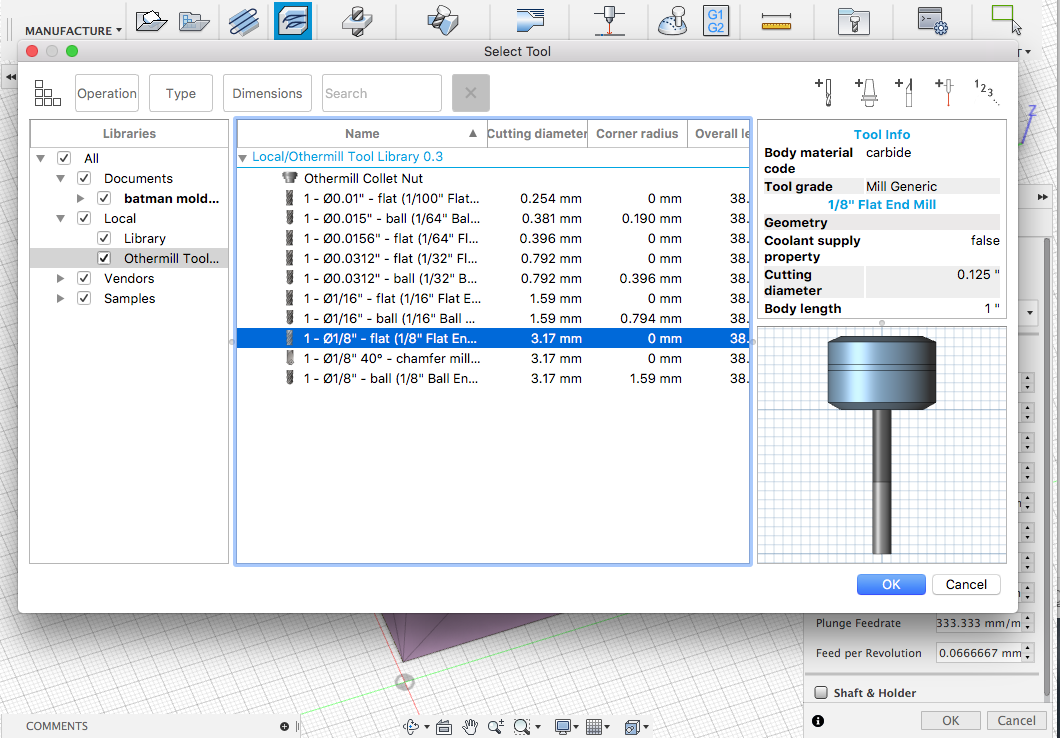 MANUFACTURE
G1
G2
Select Tool
Operation
Type
Dimensions
Search
1 2 3
Libraries
All
Documents
batman mold...
Local
Library
Othermill Tool...
Vendors
Samples
Name Cutting diameter Corner radius Overall le
Local/Othermill Tool Library 0.3
Othermill Collet Nut
1 - Ø0.01" - flat (1/100" Flat... 0.254 mm 0 mm 38.
1 - Ø0.015" - ball (1/64" Bal... 0.381 mm 0.190 mm 38.
1 - Ø0.0156" - flat (1/64" Fl... 0.396 mm 0 mm 38.
1 - Ø0.0312" - flat (1/32" Fl... 0.792 mm 0 mm 38.
1 - Ø0.0312" - ball (1/32" B... 0.792 mm 0.396 mm 38.
1 - Ø1/16" - flat (1/16" Flat E... 1.59 mm 0 mm 38.
1 - Ø1/16" - ball (1/16" Ball ... 1.59 mm 0.794 mm 38.
1 - Ø1/8" - flat (1/8" Flat En... 3.17 mm 0 mm 38.
1 - Ø1/8" 40° - chamfer mill... 3.17 mm 0 mm 38.
1 - Ø1/8" - ball (1/8" Ball En... 3.17 mm 1.59 mm 38.
Tool Info
Body material code carbide
Tool grade Mill Generic
1/8" Flat End Mill
Geometry
Coolant supply property false
Cutting diameter 0.125 "
Body length 1 "
OK
Cancel
Z
Plunge Feedrate 333.333 mm/m
Feed per Revolution 0.0666667 mm
Shaft & Holder
OK
Cancel
COMMENTS